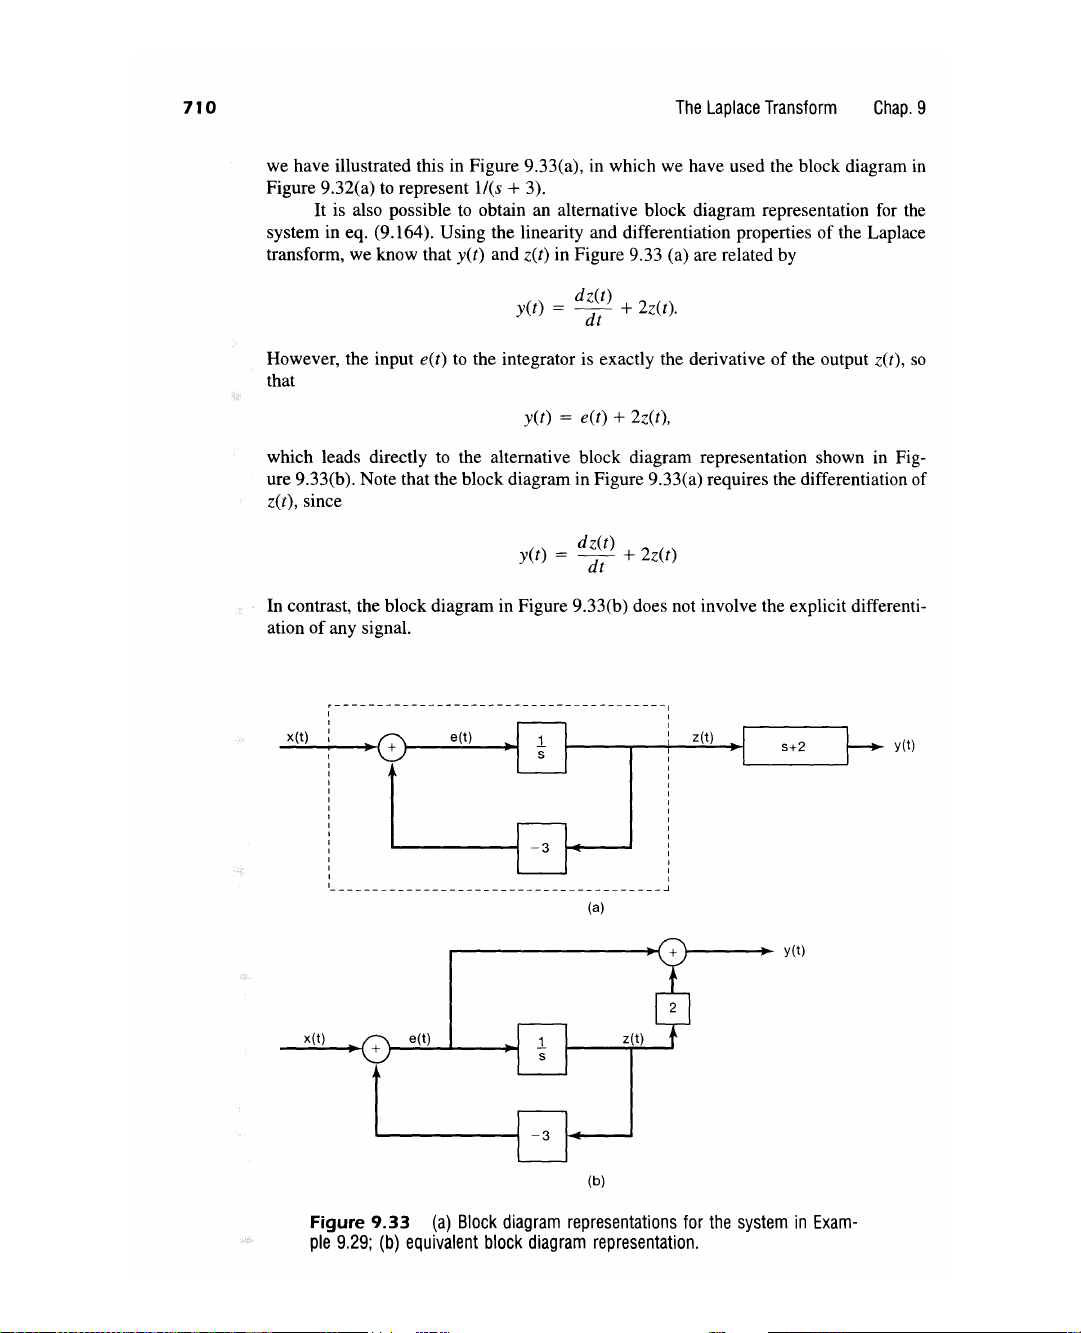 710
The Laplace Transform Chap. 9
we have illustrated this in Figure 9.33(a), in which we have used the block diagram in
Figure 9.32(a) to represent 1/(s + 3).
It is also possible to obtain an alternative block diagram representation for the
system in eq. (9.164). Using the linearity and differentiation properties of the Laplace
transform, we know that y(t) and z(t) in Figure 9.33 (a) are related by
y(t) = dz(t)/dt + 2z(t).
However, the input e(t) to the integrator is exactly the derivative of the output z(t), so
that
y(t) = e(t) + 2z(t),
which leads directly to the alternative block diagram representation shown in Fig-
ure 9.33(b). Note that the block diagram in Figure 9.33(a) requires the differentiation of
z(t), since
y(t) = dz(t)/dt + 2z(t)
In contrast, the block diagram in Figure 9.33(b) does not involve the explicit differenti-
ation of any signal.
x(t) + e(t) 1/s z(t) s+2 y(t)
-3
(a)
+ y(t)
2
x(t) + e(t) 1/s z(t)
-3
(b)
Figure 9.33 (a) Block diagram representations for the system in Exam-
ple 9.29; (b) equivalent block diagram representation.